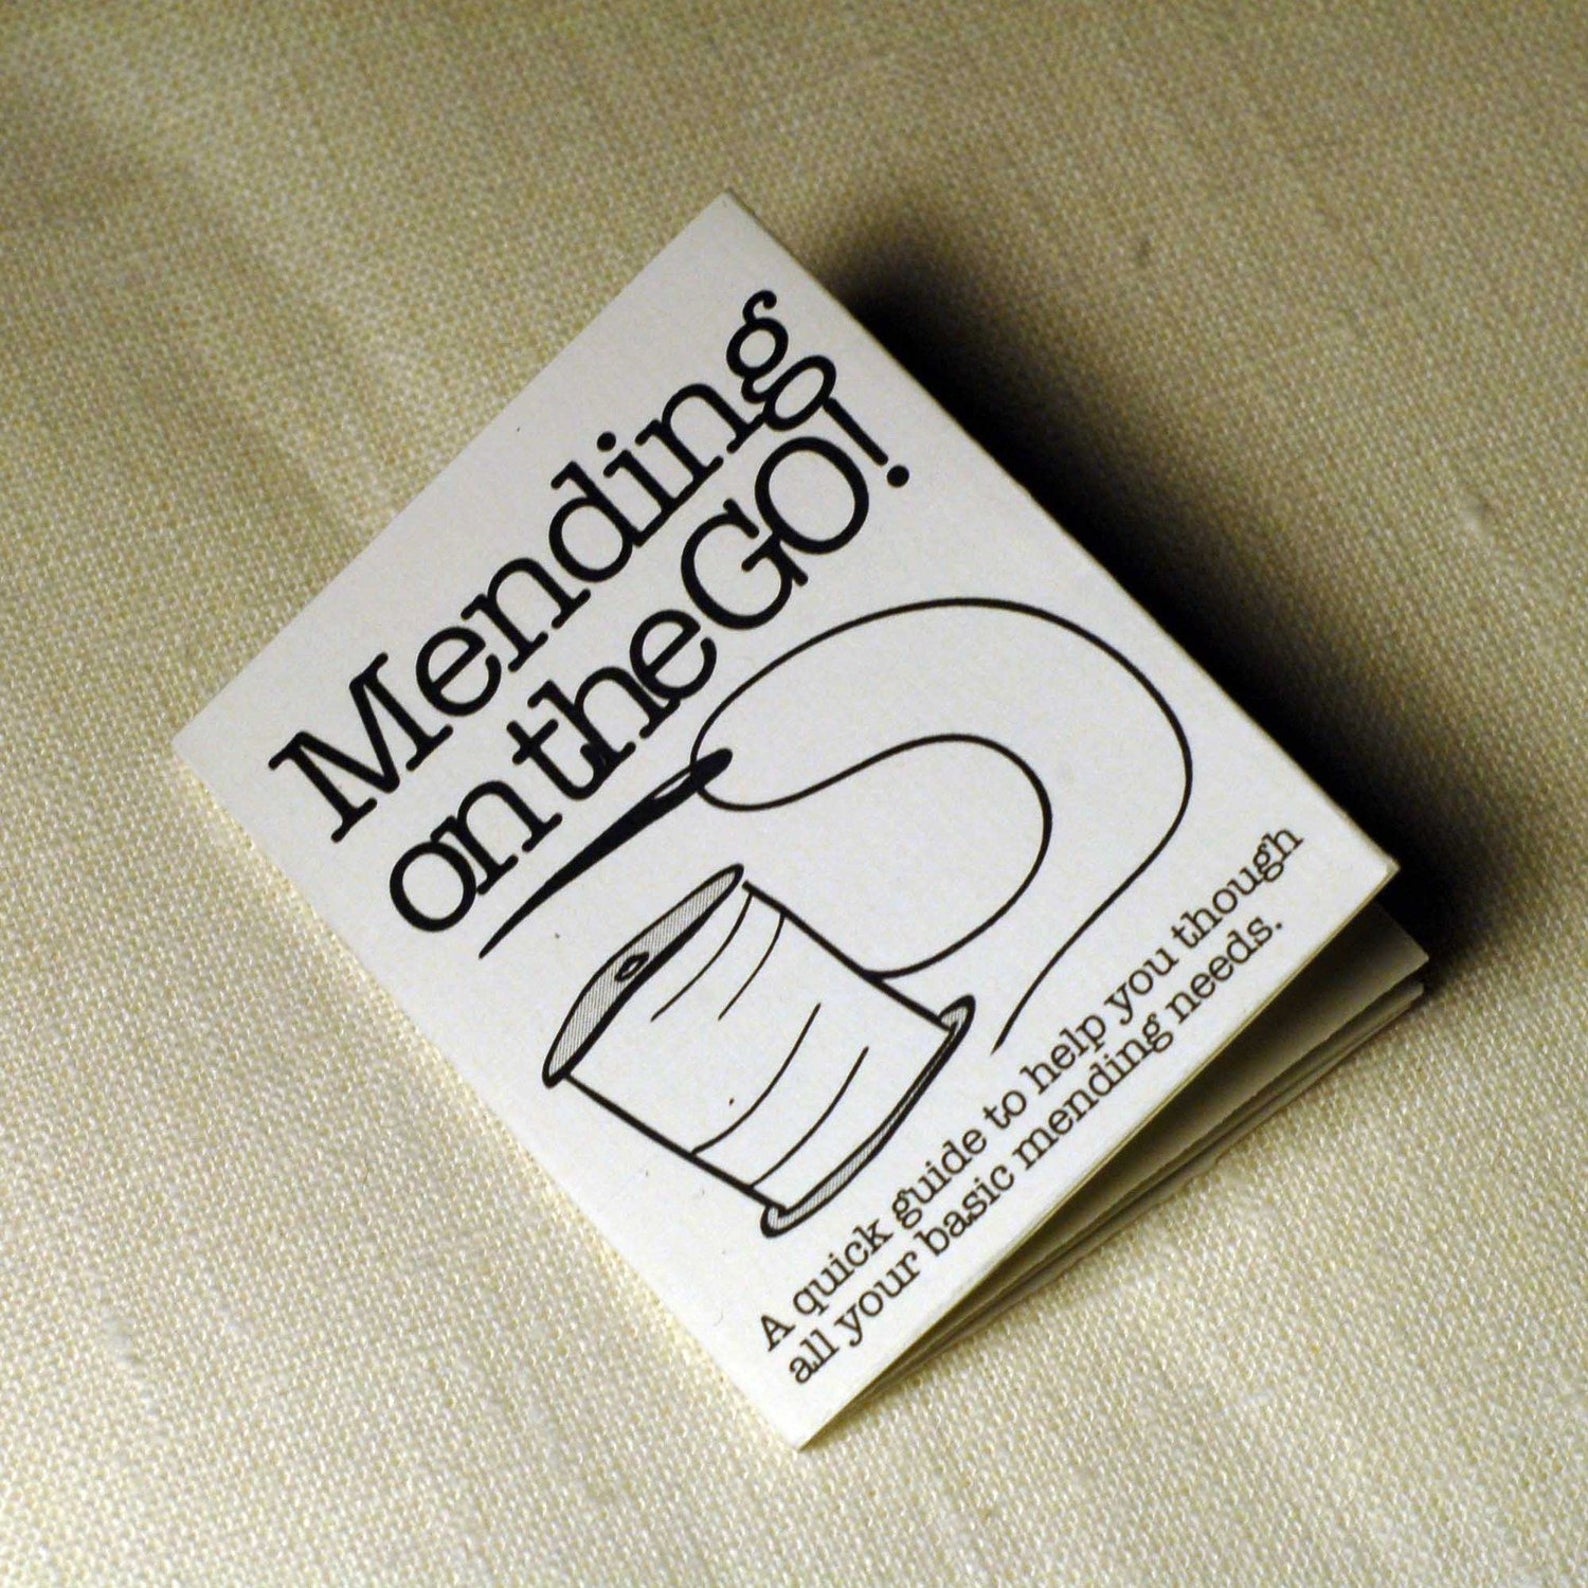 Mending
on the GO!
A quick guide to help you though
all your basic mending needs.